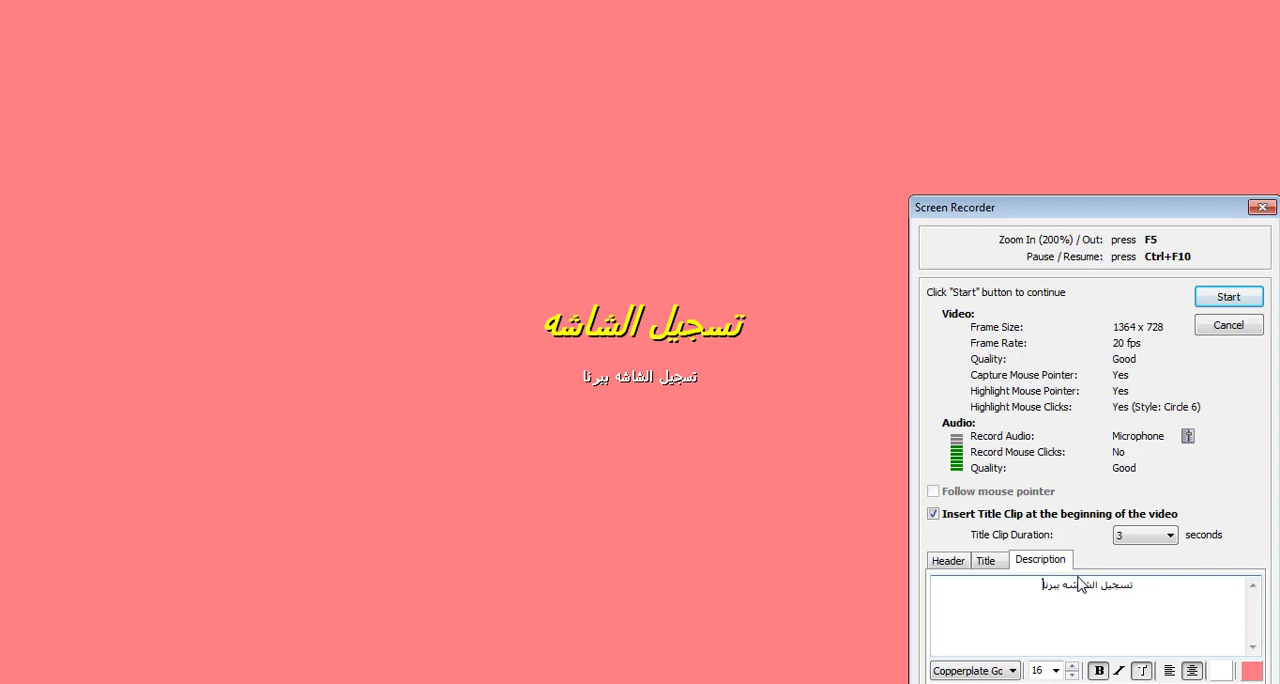 تسجيل الشاشه
تسجيل الشاشه ببرنا
Screen Recorder
Zoom In (200%) / Out: press F5
Pause / Resume: press Ctrl+F10
Click "Start" button to continue
Start
Cancel
Video:
Frame Size: 1364 x 728
Frame Rate: 20 fps
Quality: Good
Capture Mouse Pointer: Yes
Highlight Mouse Pointer: Yes
Highlight Mouse Clicks: Yes (Style: Circle 6)
Audio:
Record Audio: Microphone
Record Mouse Clicks: No
Quality: Good
Follow mouse pointer
Insert Title Clip at the beginning of the video
Title Clip Duration: 3 seconds
Header Title Description
تسجيل الشاشه ببرنا
Copperplate Gc 16 B I T